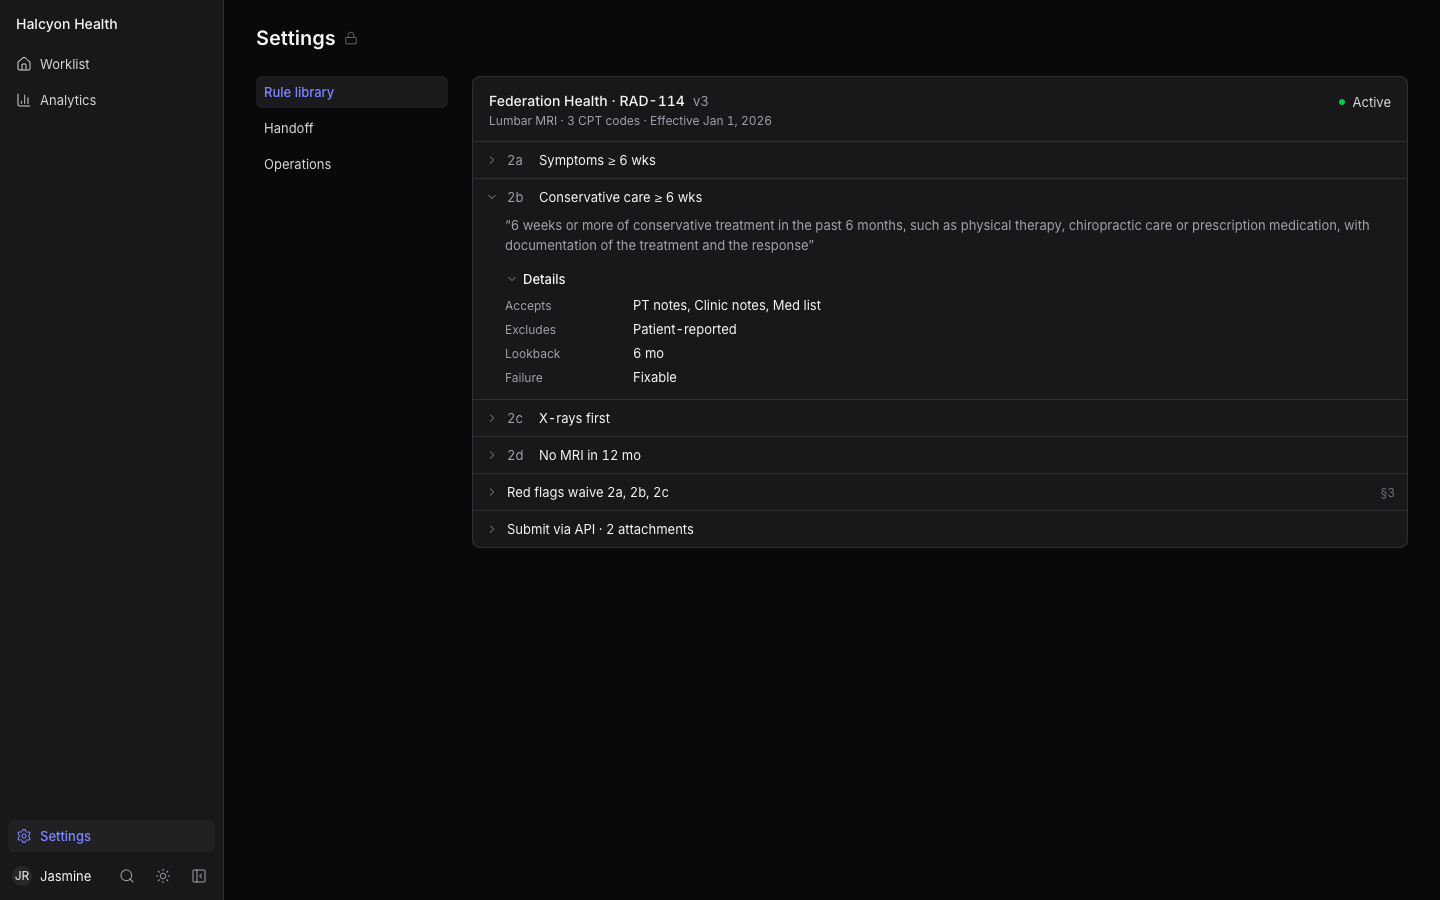 Halcyon Health
Worklist
Analytics
Settings
JR Jasmine
Settings
Rule library
Handoff
Operations
Federation Health · RAD-114 v3
Active
Lumbar MRI · 3 CPT codes · Effective Jan 1, 2026
2a Symptoms ≥ 6 wks
2b Conservative care ≥ 6 wks
“6 weeks or more of conservative treatment in the past 6 months, such as physical therapy, chiropractic care or prescription medication, with
documentation of the treatment and the response”
Details
Accepts PT notes, Clinic notes, Med list
Excludes Patient-reported
Lookback 6 mo
Failure Fixable
2c X-rays first
2d No MRI in 12 mo
Red flags waive 2a, 2b, 2c §3
Submit via API · 2 attachments